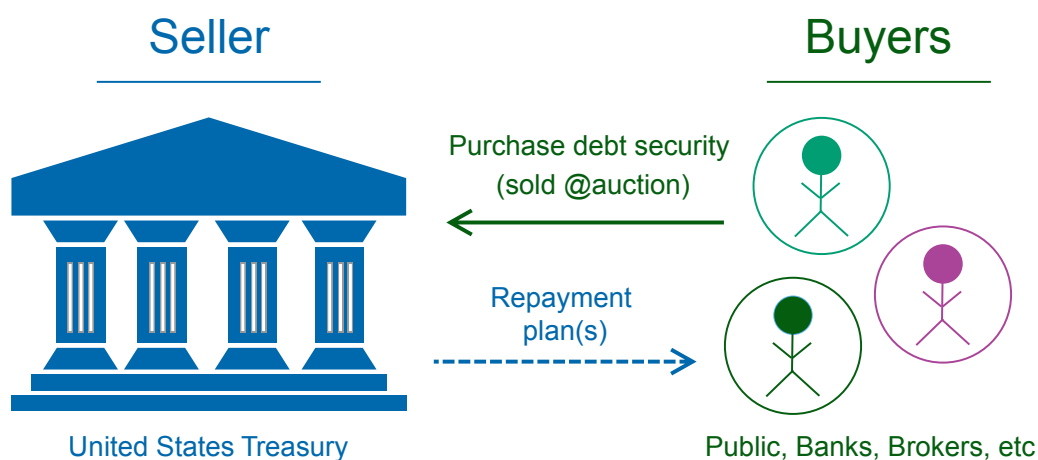 Seller
Buyers
Purchase debt security
(sold @auction)
Repayment
plan(s)
United States Treasury
Public, Banks, Brokers, etc